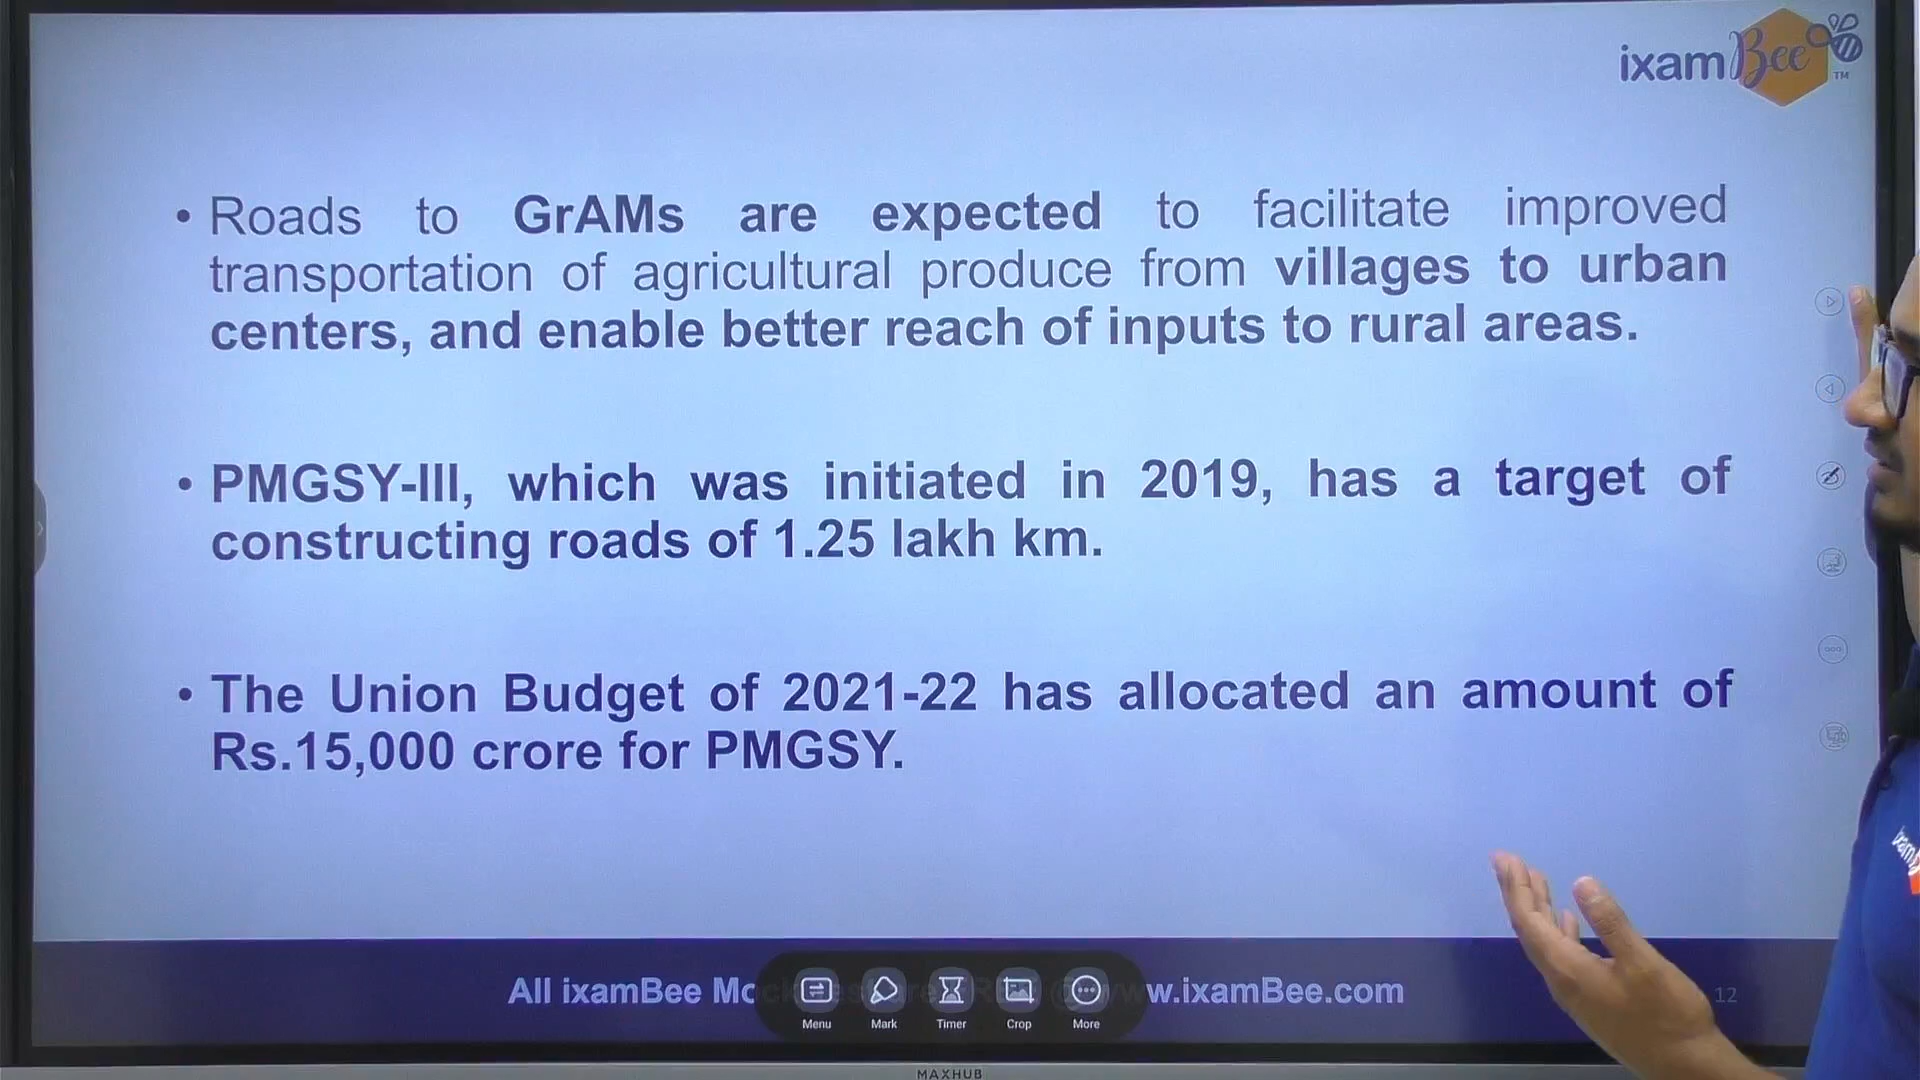 ixamBee TM
• Roads to GrAMs are expected to facilitate improved
transportation of agricultural produce from villages to urban
centers, and enable better reach of inputs to rural areas.
• PMGSY-III, which was initiated in 2019, has a target of
constructing roads of 1.25 lakh km.
• The Union Budget of 2021-22 has allocated an amount of
Rs.15,000 crore for PMGSY.
All ixamBee Mock w.ixamBee.com
12
Menu Mark Timer Crop More
MAXHUB